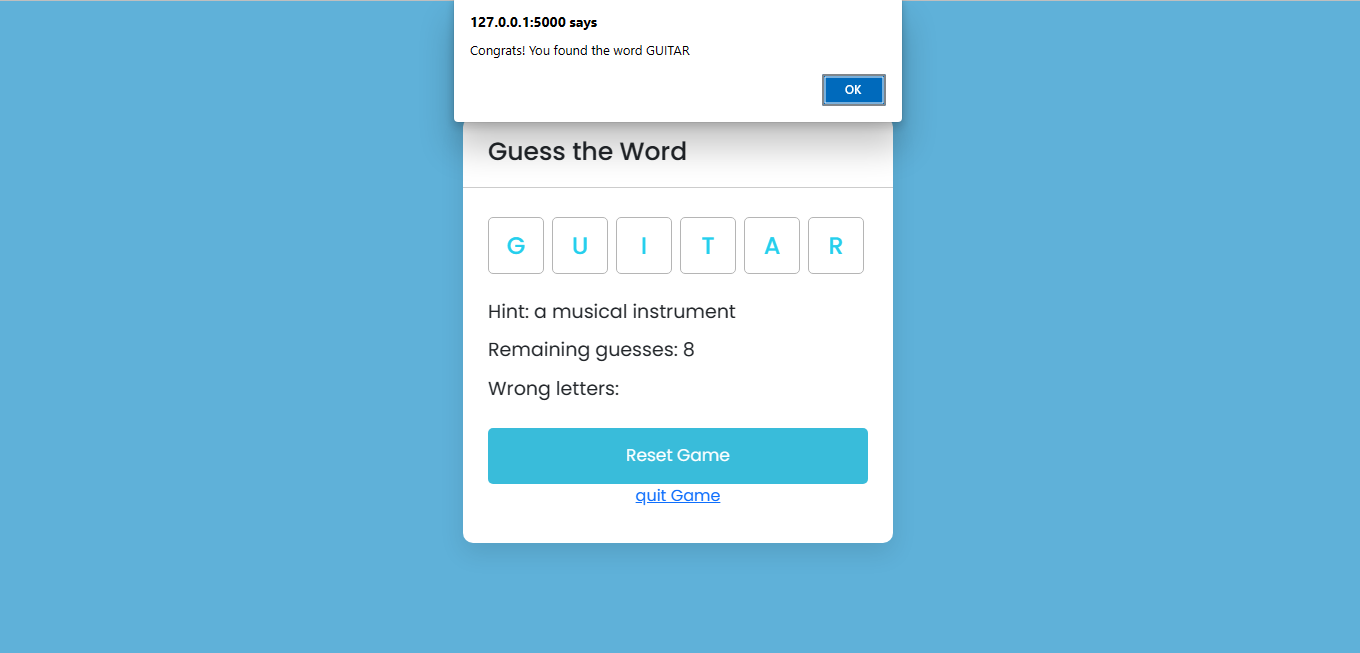 127.0.0.1:5000 says
Congrats! You found the word GUITAR
OK
Guess the Word
G U I T A R
Hint: a musical instrument
Remaining guesses: 8
Wrong letters:
Reset Game
quit Game